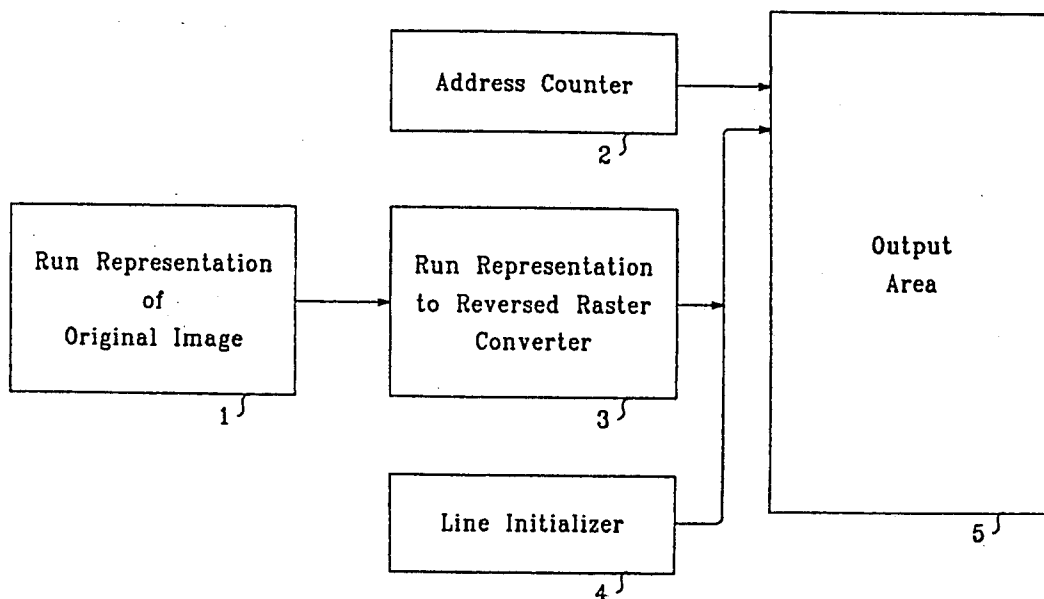 Address Counter
2
Run Representation
of
Original Image
1
Run Representation
to Reversed Raster
Converter
3
Output
Area
5
Line Initializer
4